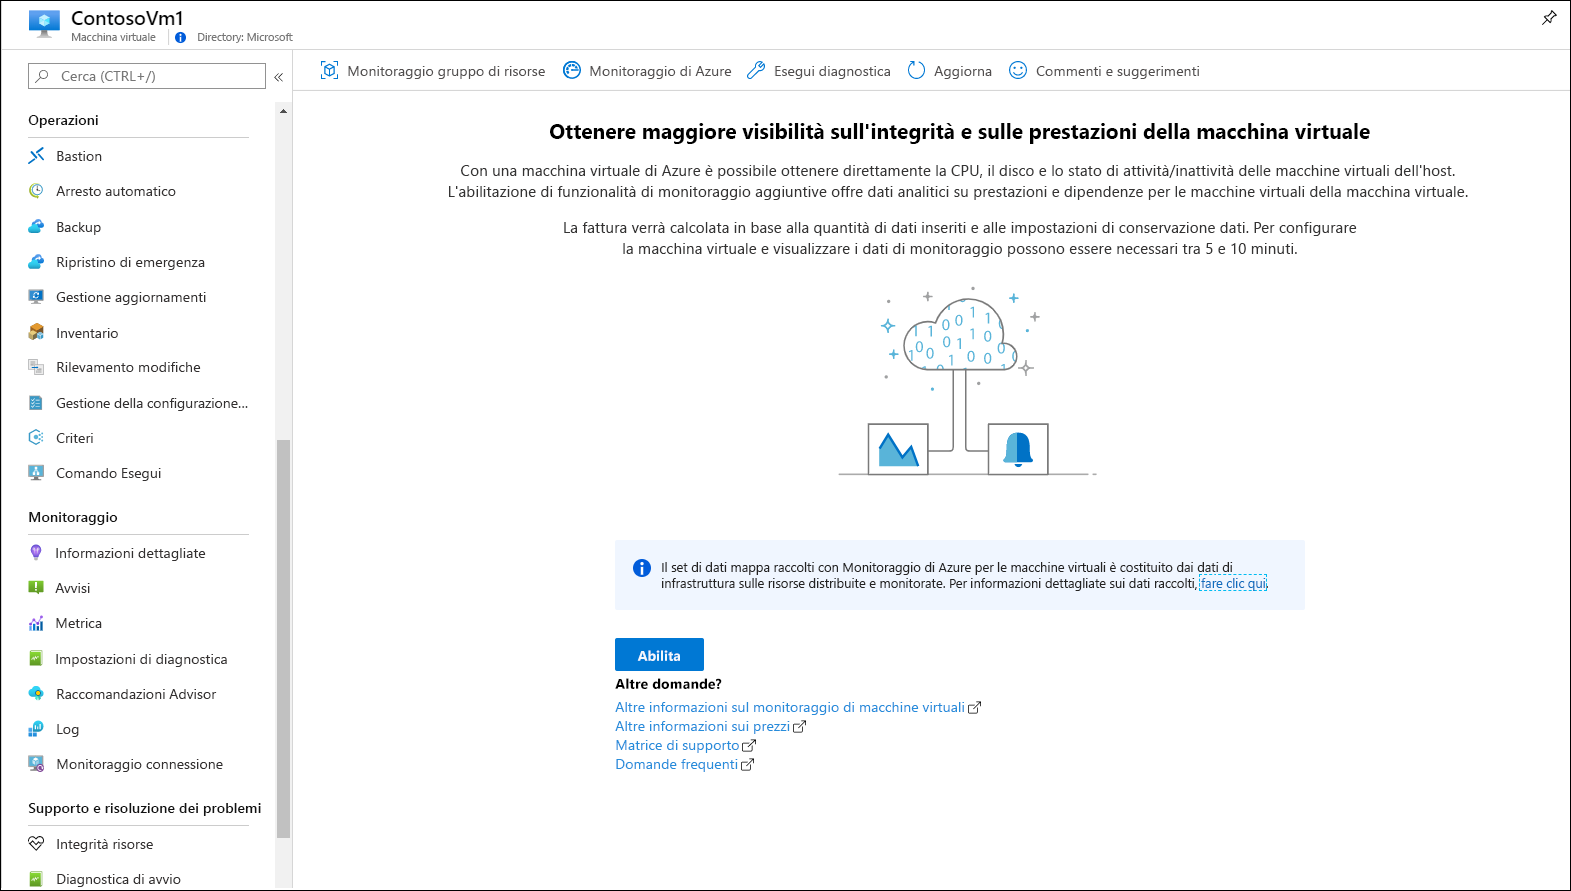 ContosoVm1
Macchina virtuale
Directory: Microsoft
Cerca (CTRL+/)
«
Operazioni
Bastion
Arresto automatico
Backup
Ripristino di emergenza
Gestione aggiornamenti
Inventario
Rilevamento modifiche
Gestione della configurazione...
Criteri
Comando Esegui
Monitoraggio
Informazioni dettagliate
Avvisi
Metrica
Impostazioni di diagnostica
Raccomandazioni Advisor
Log
Monitoraggio connessione
Supporto e risoluzione dei problemi
Integrità risorse
Diagnostica di avvio
Monitoraggio gruppo di risorse
Monitoraggio di Azure
Esegui diagnostica
Aggiorna
Commenti e suggerimenti
Ottenere maggiore visibilità sull'integrità e sulle prestazioni della macchina virtuale
Con una macchina virtuale di Azure è possibile ottenere direttamente la CPU, il disco e lo stato di attività/inattività delle macchine virtuali dell'host.
L'abilitazione di funzionalità di monitoraggio aggiuntive offre dati analitici su prestazioni e dipendenze per le macchine virtuali della macchina virtuale.
La fattura verrà calcolata in base alla quantità di dati inseriti e alle impostazioni di conservazione dati. Per configurare
la macchina virtuale e visualizzare i dati di monitoraggio possono essere necessari tra 5 e 10 minuti.
Il set di dati mappa raccolti con Monitoraggio di Azure per le macchine virtuali è costituito dai dati di
infrastruttura sulle risorse distribuite e monitorate. Per informazioni dettagliate sui dati raccolti, fare clic qui.
Abilita
Altre domande?
Altre informazioni sul monitoraggio di macchine virtuali
Altre informazioni sui prezzi
Matrice di supporto
Domande frequenti